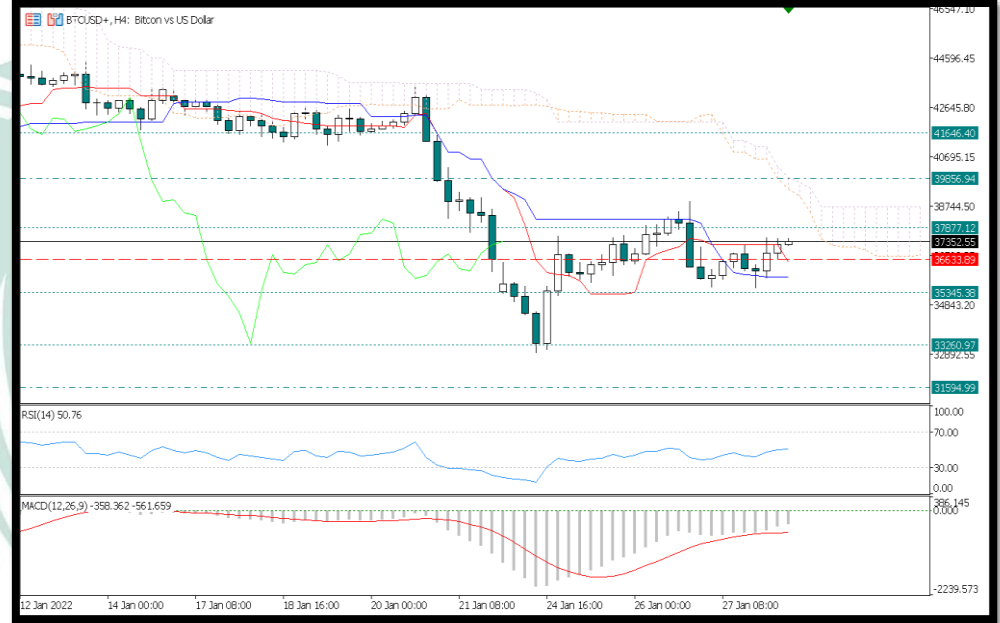 BTCUSD+, H4: Bitcon vs US Dollar
46547.10
44596.45
42645.80
41646.40
40695.15
39856.94
38744.50
37877.12
37352.55
36633.89
35345.38
34843.20
33260.97
32892.55
31594.99
RSI(14) 50.76
100.00
70.00
30.00
0.00
MACD(12,26,9) -358.362 -561.659
386.145
0.000
-2239.573
12 Jan 2022
14 Jan 00:00
17 Jan 08:00
18 Jan 16:00
20 Jan 00:00
21 Jan 08:00
24 Jan 16:00
26 Jan 00:00
27 Jan 08:00